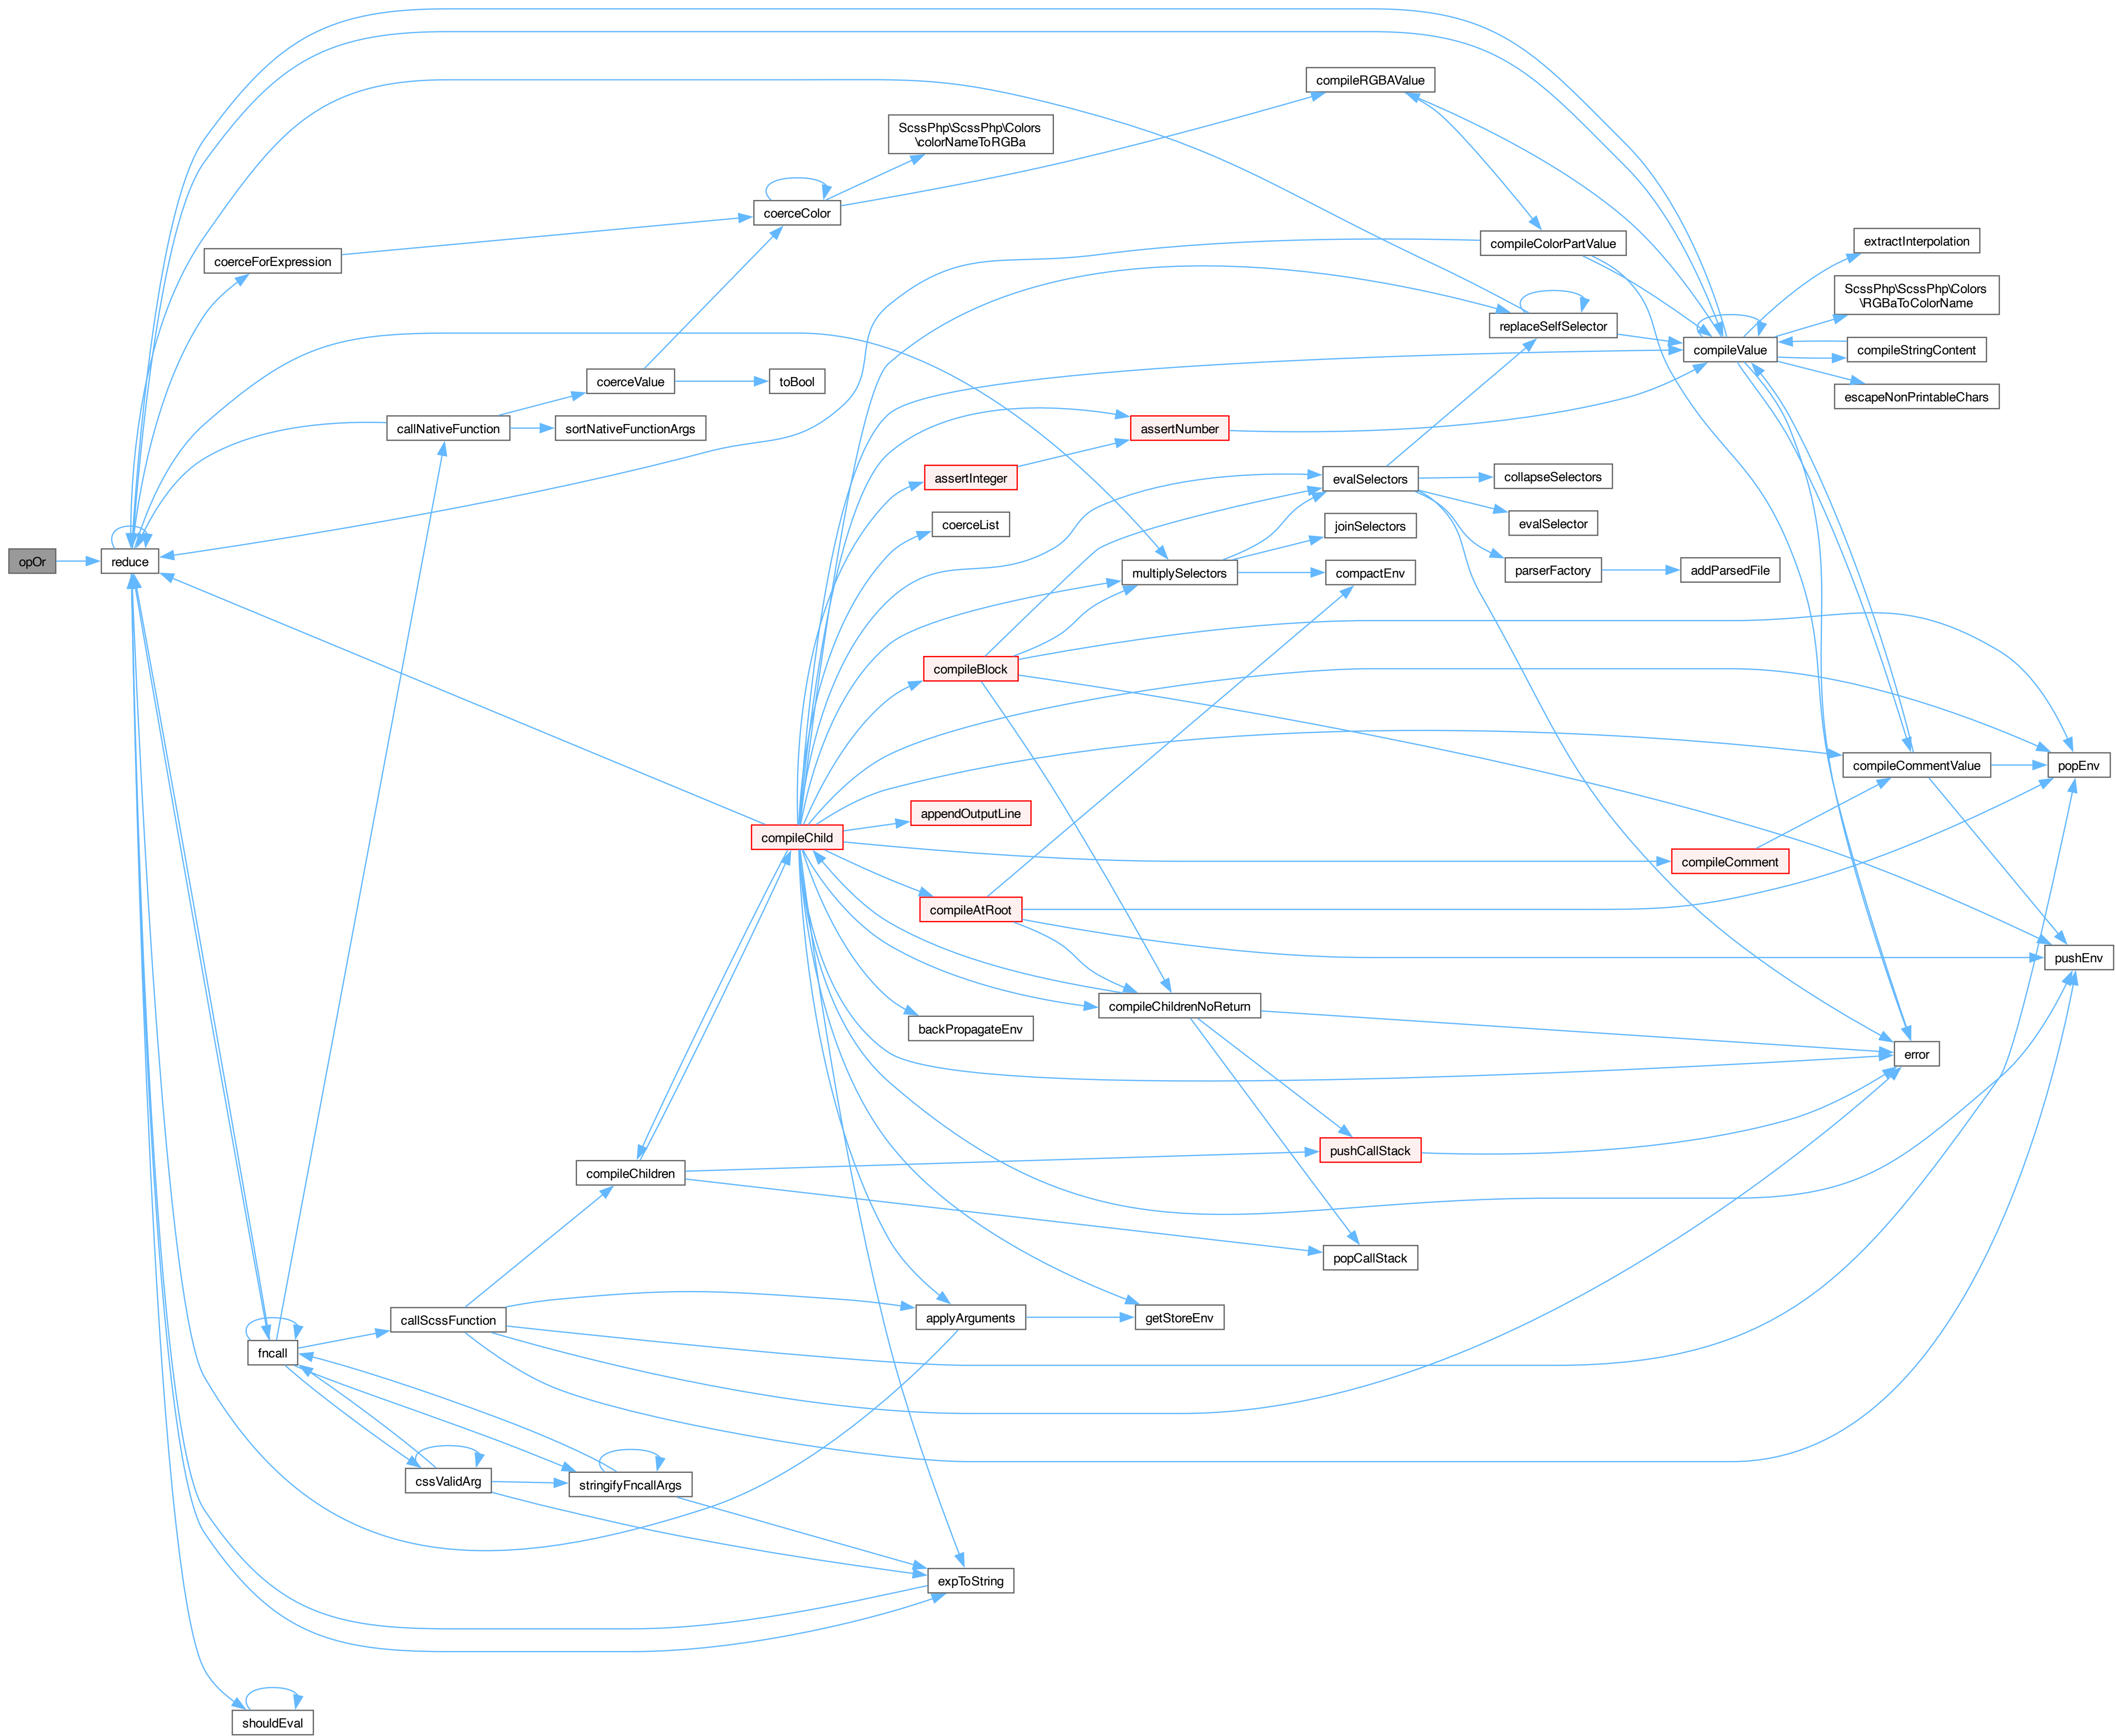 compileRGBAValue
ScssPhp\ScssPhp\Colors
\colorNameToRGBa
coerceColor
compileColorPartValue
extractInterpolation
coerceForExpression
ScssPhp\ScssPhp\Colors
\RGBaToColorName
replaceSelfSelector
compileValue
compileStringContent
coerceValue
toBool
escapeNonPrintableChars
callNativeFunction
sortNativeFunctionArgs
assertNumber
assertInteger
evalSelectors
collapseSelectors
coerceList
joinSelectors
evalSelector
opOr
reduce
multiplySelectors
compactEnv
parserFactory
addParsedFile
compileBlock
compileCommentValue
popEnv
appendOutputLine
compileChild
compileComment
compileAtRoot
pushEnv
compileChildrenNoReturn
backPropagateEnv
error
pushCallStack
compileChildren
popCallStack
callScssFunction
applyArguments
getStoreEnv
fncall
cssValidArg
stringifyFncallArgs
expToString
shouldEval